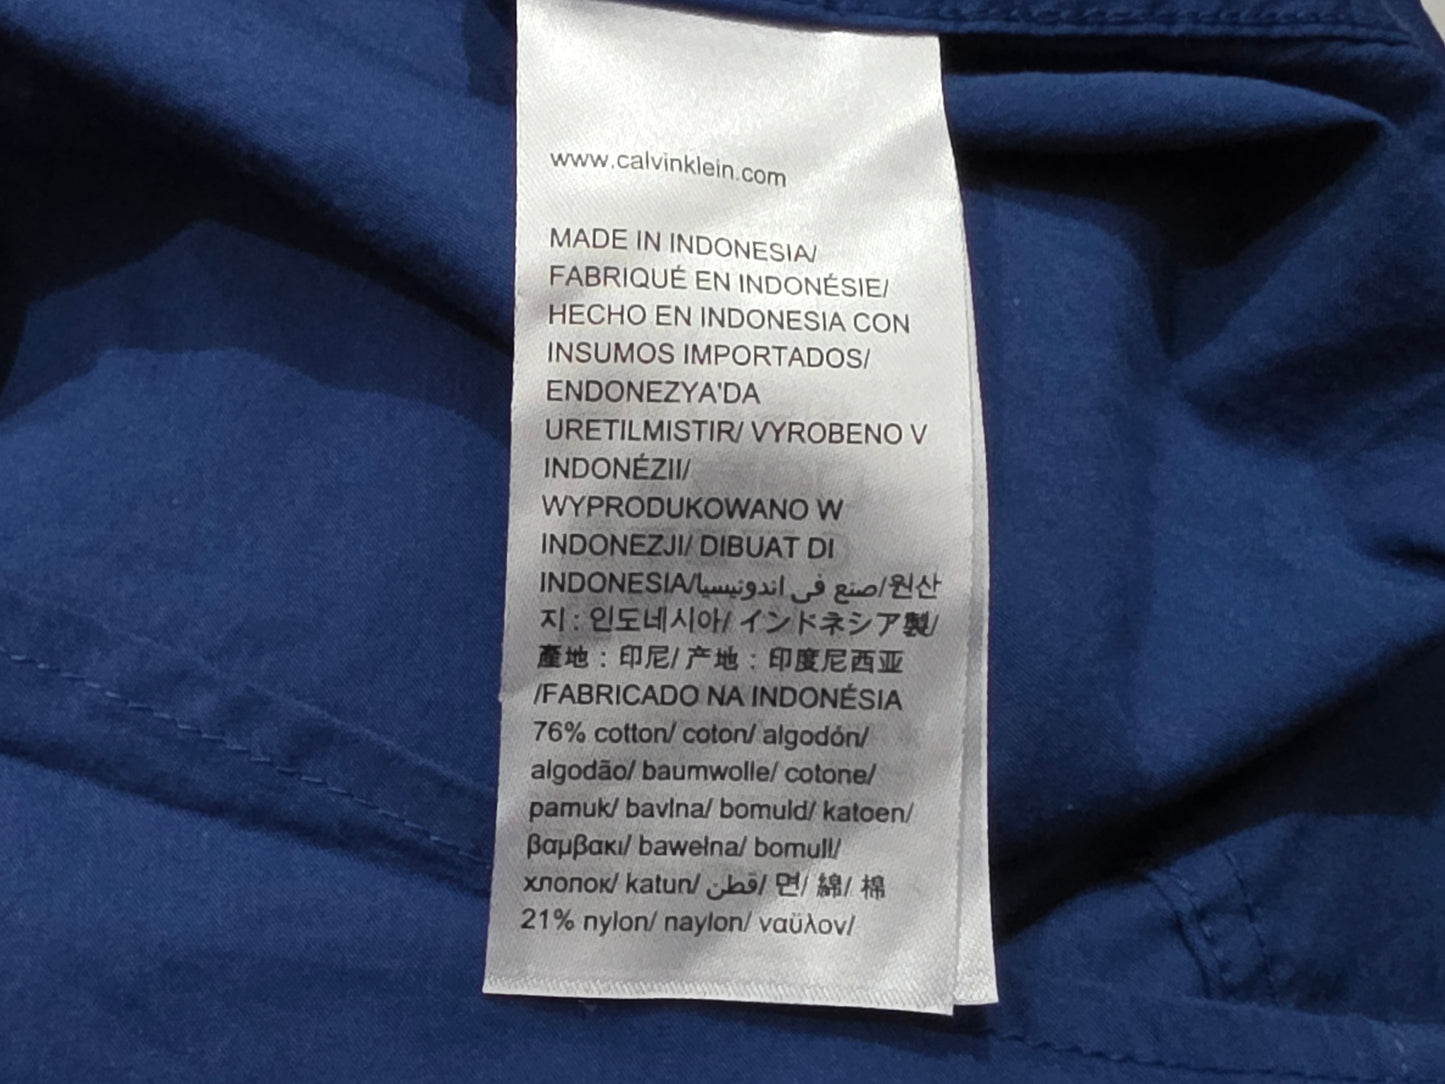 www.calvinklein.com
MADE IN INDONESIA/
FABRIQUÉ EN INDONÉSIE/
HECHO EN INDONESIA CON
INSUMOS IMPORTADOS/
ENDONEZYA'DA
URETILMISTIR/ VYROBENO V
INDONÉZII/
WYPRODUKOWANO W
INDONEZJI/ DIBUAT DI
INDONESIA/صنع في اندونيسيا/원산
지 : 인도네시아/ インドネシア製/
產地 : 印尼/ 产地 : 印度尼西亚
/FABRICADO NA INDONÉSIA
76% cotton/ coton/ algodón/
algodão/ baumwolle/ cotone/
pamuk/ bavlna/ bomuld/ katoen/
βαμβακι/ bawełna/ bomull/
хлопок/ katun/ قطن/ 면/ 綿/ 棉
21% nylon/ naylon/ ναϋλον/